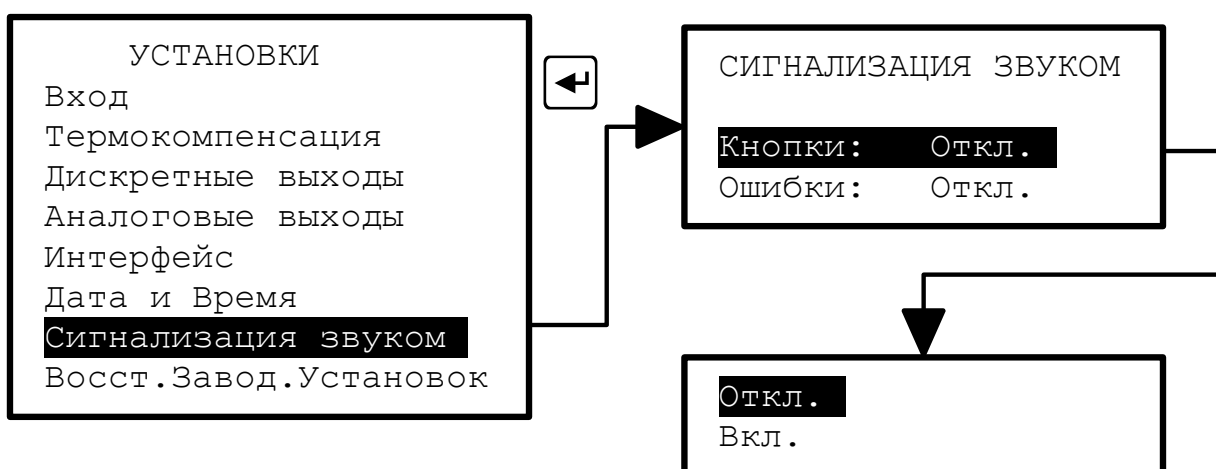 УСТАНОВКИ
Вход
Термокомпенсация
Дискретные выходы
Аналоговые выходы
Интерфейс
Дата и Время
Сигнализация звуком
Восст.Завод.Установок
СИГНАЛИЗАЦИЯ ЗВУКОМ
Кнопки: Откл.
Ошибки: Откл.
Откл.
Вкл.